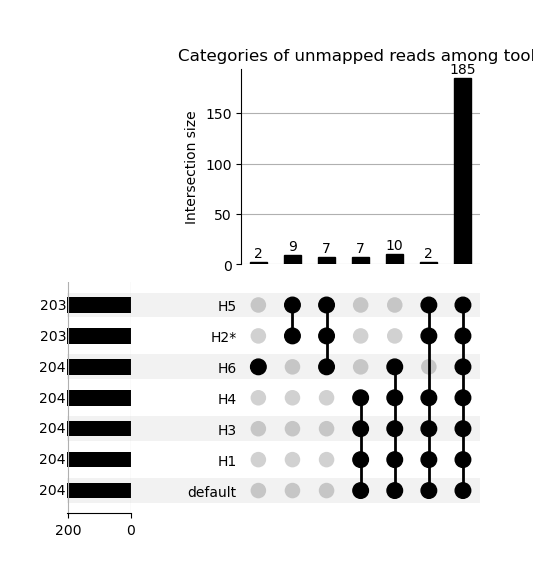 Categories of unmapped reads among tool
185
150
100
50
0
Intersection size
2 9 7 7 10 2
203 H5
203 H2*
204 H6
204 H4
204 H3
204 H1
204 default
200 0